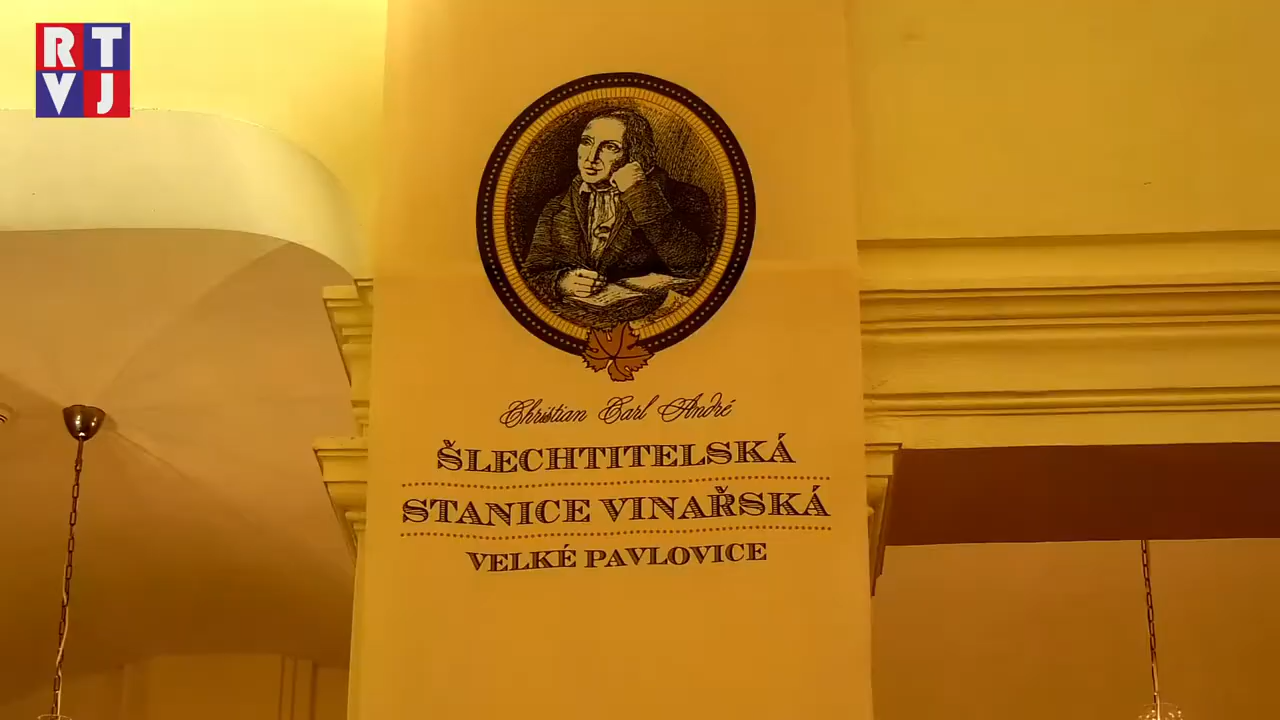 RT
VJ
Christian Carl André
ŠLECHTITELSKÁ
STANICE VINAŘSKÁ
VELKÉ PAVLOVICE